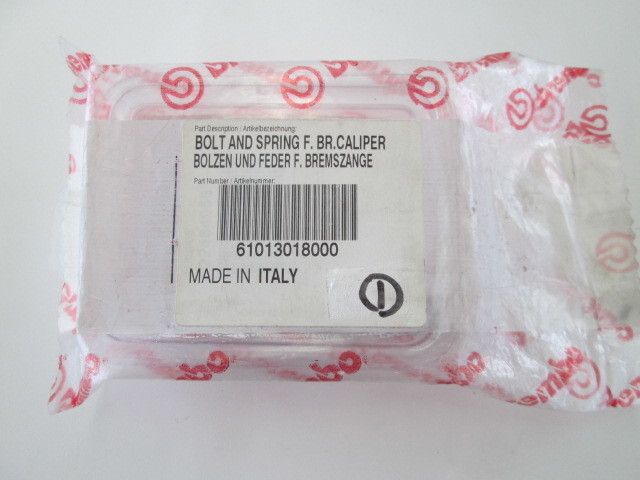 Part Description / Artikelbezeichnung:
BOLT AND SPRING F. BR.CALIPER
BOLZEN UND FEDER F. BREMSZANGE
Part Number / Artikelnummer:
61013018000
MADE IN ITALY
1
brembo